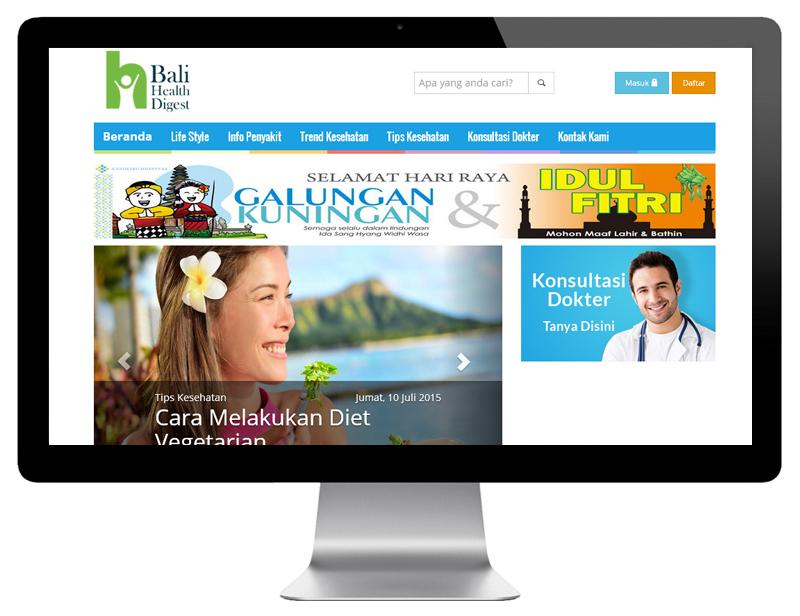 Bali
Health
Digest
Apa yang anda cari?
Masuk
Daftar
Beranda
Life Style
Info Penyakit
Trend Kesehatan
Tips Kesehatan
Konsultasi Dokter
Kontak Kami
SELAMAT HARI RAYA
GALUNGAN
KUNINGAN
&
Semoga selalu dalam lindungan
Ida Sang Hyang Widhi Wasa
IDUL
FITRI
Mohon Maaf Lahir & Bathin
Konsultasi
Dokter
Tanya Disini
Tips Kesehatan
Jumat, 10 Juli 2015
Cara Melakukan Diet
Vegetarian